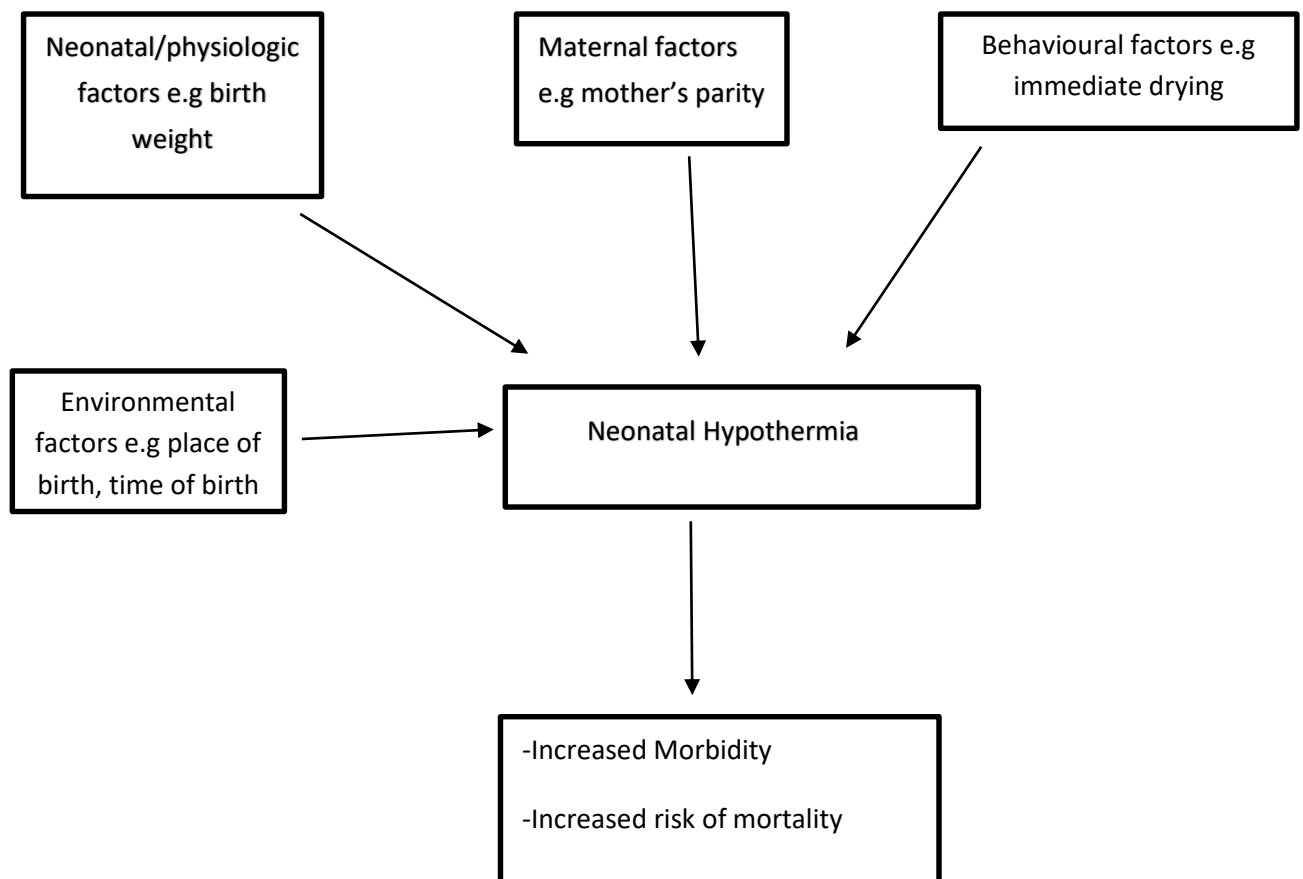 Neonatal/physiologic
factors e.g birth
weight
Maternal factors
e.g mother’s parity
Behavioural factors e.g
immediate drying
Environmental
factors e.g place of
birth, time of birth
Neonatal Hypothermia
-Increased Morbidity
-Increased risk of mortality